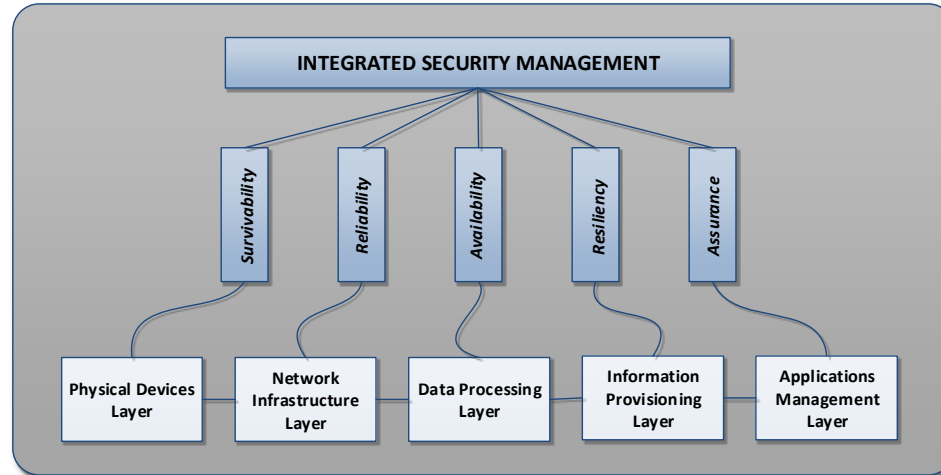 INTEGRATED SECURITY MANAGEMENT
Survivability
Reliability
Availability
Resiliency
Assurance
Physical Devices
Layer
Network
Infrastructure
Layer
Data Processing
Layer
Information
Provisioning
Layer
Applications
Management
Layer